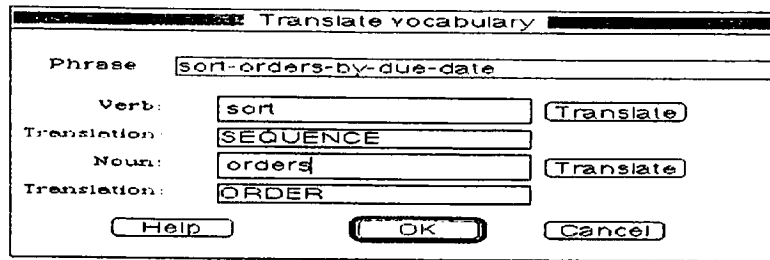 Translate vocabulary
Phrase sort-orders-by-due-date
Verb: sort Translate
Translation: SEQUENCE
Noun: orders Translate
Translation: ORDER
Help OK Cancel